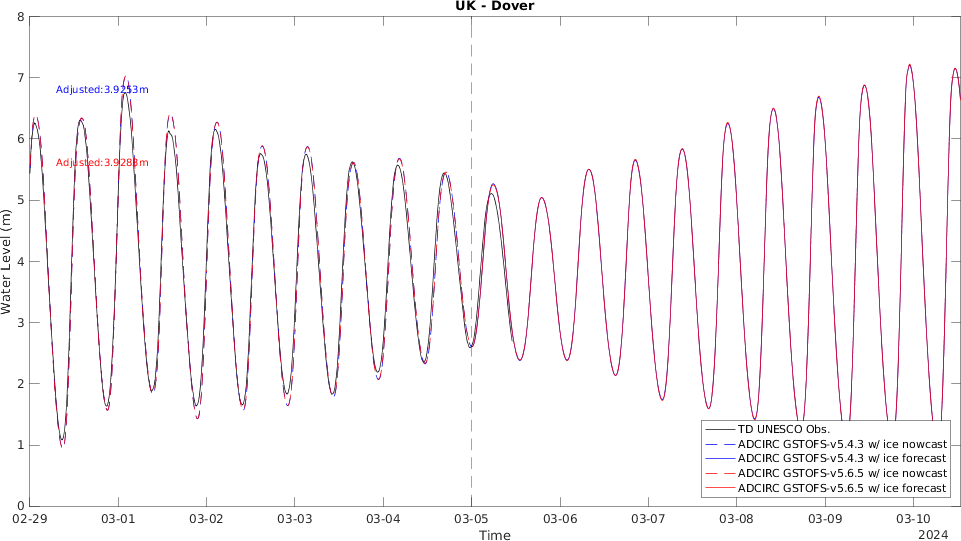 UK - Dover
8
7
6
5
4
3
2
1
0
Water Level (m)
Adjusted:3.9253m
Adjusted:3.9288m
TD UNESCO Obs.
ADCIRC GSTOFS-v5.4.3 w/ ice nowcast
ADCIRC GSTOFS-v5.4.3 w/ ice forecast
ADCIRC GSTOFS-v5.6.5 w/ ice nowcast
ADCIRC GSTOFS-v5.6.5 w/ ice forecast
02-29 03-01 03-02 03-03 03-04 03-05 03-06 03-07 03-08 03-09 03-10
Time
2024